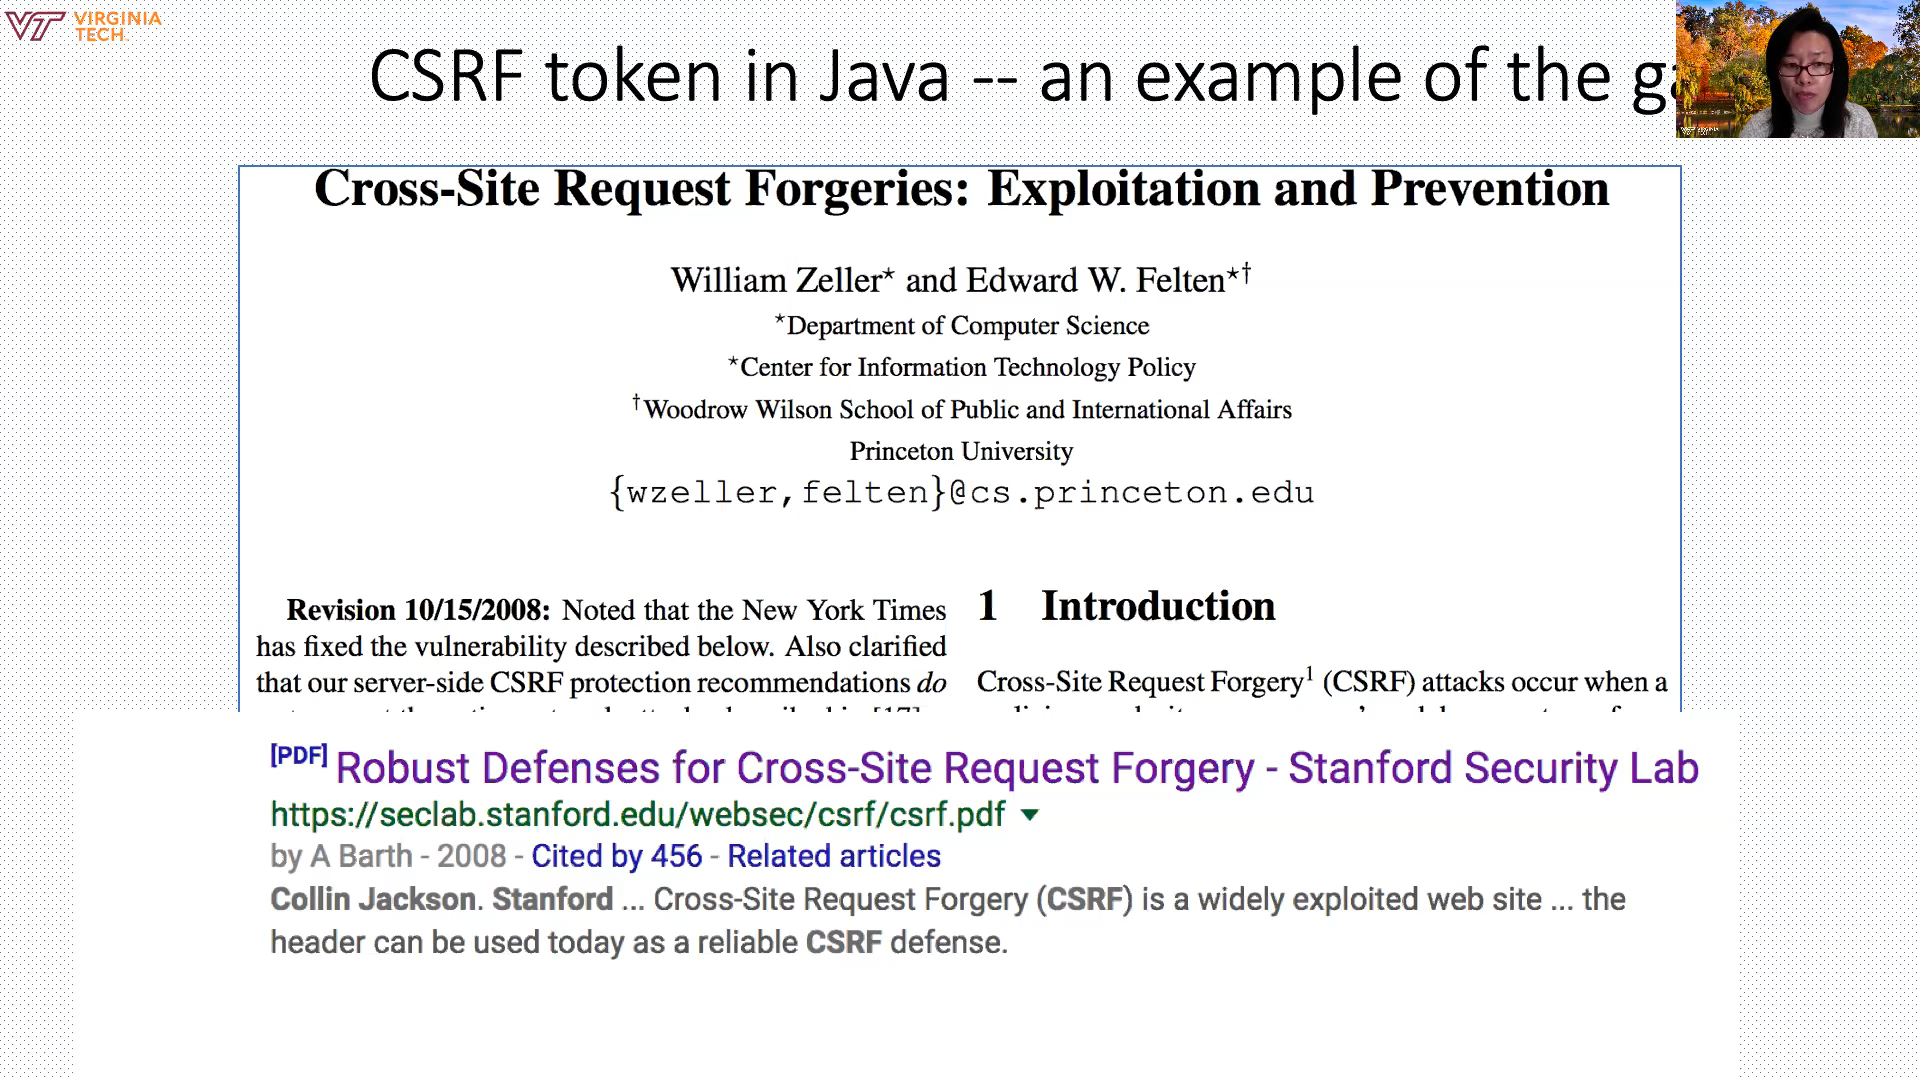 VIRGINIA
TECH
CSRF token in Java -- an example of the
Cross-Site Request Forgeries: Exploitation and Prevention
William Zeller* and Edward W. Felten*†
*Department of Computer Science
*Center for Information Technology Policy
†Woodrow Wilson School of Public and International Affairs
Princeton University
{wzeller,felten}@cs.princeton.edu
Revision 10/15/2008: Noted that the New York Times
has fixed the vulnerability described below. Also clarified
that our server-side CSRF protection recommendations do
1 Introduction
Cross-Site Request Forgery1 (CSRF) attacks occur when a
[PDF] Robust Defenses for Cross-Site Request Forgery - Stanford Security Lab
https://seclab.stanford.edu/websec/csrf/csrf.pdf
by A Barth - 2008 - Cited by 456 - Related articles
Collin Jackson. Stanford ... Cross-Site Request Forgery (CSRF) is a widely exploited web site ... the
header can be used today as a reliable CSRF defense.